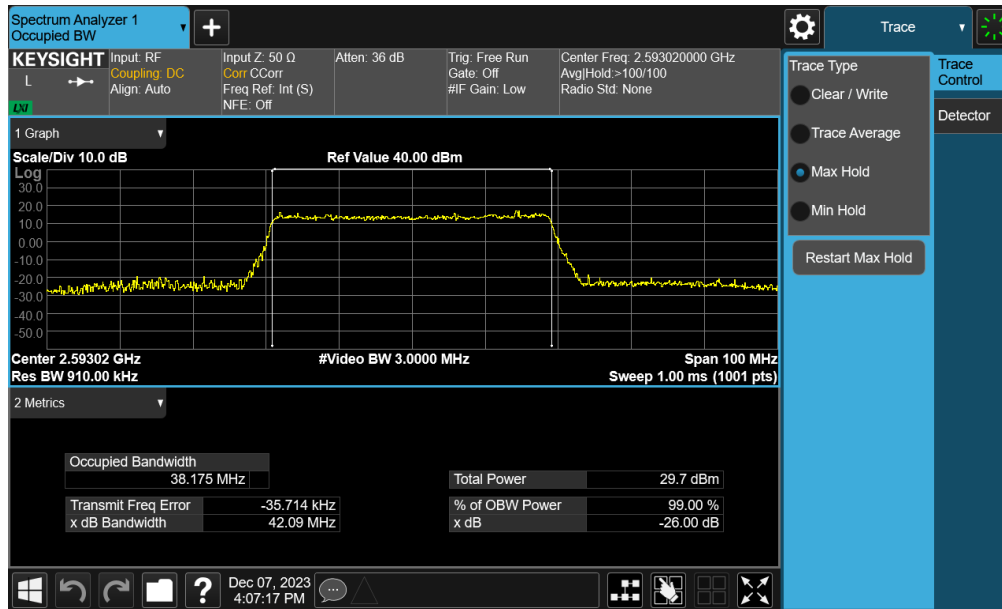 Spectrum Analyzer 1
Occupied BW
Trace
KEYSIGHT
L
LXI
Input: RF
Coupling: DC
Align: Auto
Input Z: 50 Ω
Corr CCorr
Freq Ref: Int (S)
NFE: Off
Atten: 36 dB
Trig: Free Run
Gate: Off
#IF Gain: Low
Center Freq: 2.593020000 GHz
Avg|Hold:>100/100
Radio Std: None
Trace Type
Clear / Write
Trace Average
Max Hold
Min Hold
Restart Max Hold
Trace
Control
Detector
1 Graph
Scale/Div 10.0 dB
Ref Value 40.00 dBm
Log
30.0
20.0
10.0
0.00
-10.0
-20.0
-30.0
-40.0
-50.0
Center 2.59302 GHz
#Video BW 3.0000 MHz
Span 100 MHz
Res BW 910.00 kHz
Sweep 1.00 ms (1001 pts)
2 Metrics
Occupied Bandwidth
38.175 MHz
Total Power 29.7 dBm
Transmit Freq Error -35.714 kHz
% of OBW Power 99.00 %
x dB Bandwidth 42.09 MHz
x dB -26.00 dB
?
Dec 07, 2023
4:07:17 PM